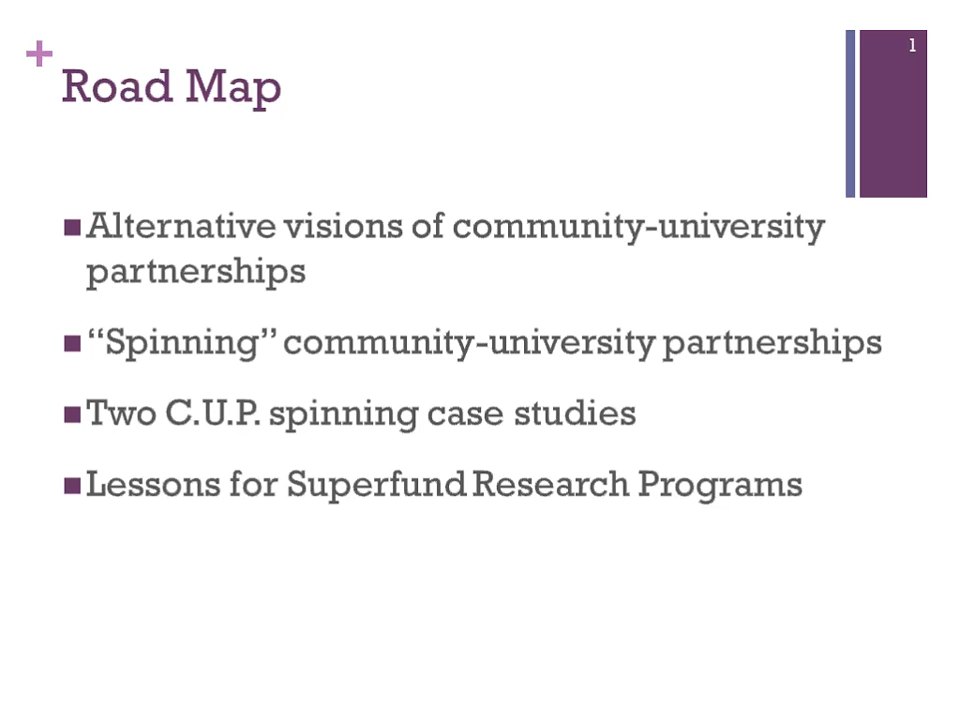 +
1
Road Map
Alternative visions of community-university
partnerships
“Spinning” community-university partnerships
Two C.U.P. spinning case studies
Lessons for Superfund Research Programs